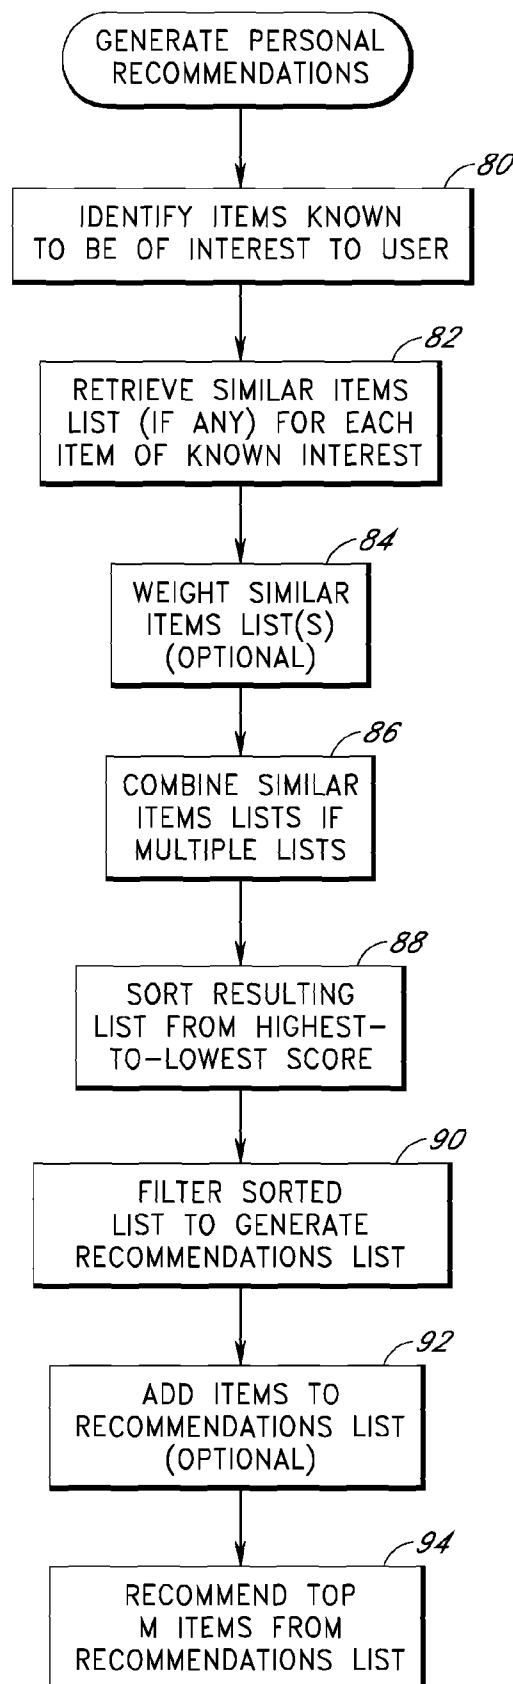 GENERATE PERSONAL
RECOMMENDATIONS
80
IDENTIFY ITEMS KNOWN
TO BE OF INTEREST TO USER
82
RETRIEVE SIMILAR ITEMS
LIST (IF ANY) FOR EACH
ITEM OF KNOWN INTEREST
84
WEIGHT SIMILAR
ITEMS LIST(S)
(OPTIONAL)
86
COMBINE SIMILAR
ITEMS LISTS IF
MULTIPLE LISTS
88
SORT RESULTING
LIST FROM HIGHEST-
TO-LOWEST SCORE
90
FILTER SORTED
LIST TO GENERATE
RECOMMENDATIONS LIST
92
ADD ITEMS TO
RECOMMENDATIONS LIST
(OPTIONAL)
94
RECOMMEND TOP
M ITEMS FROM
RECOMMENDATIONS LIST